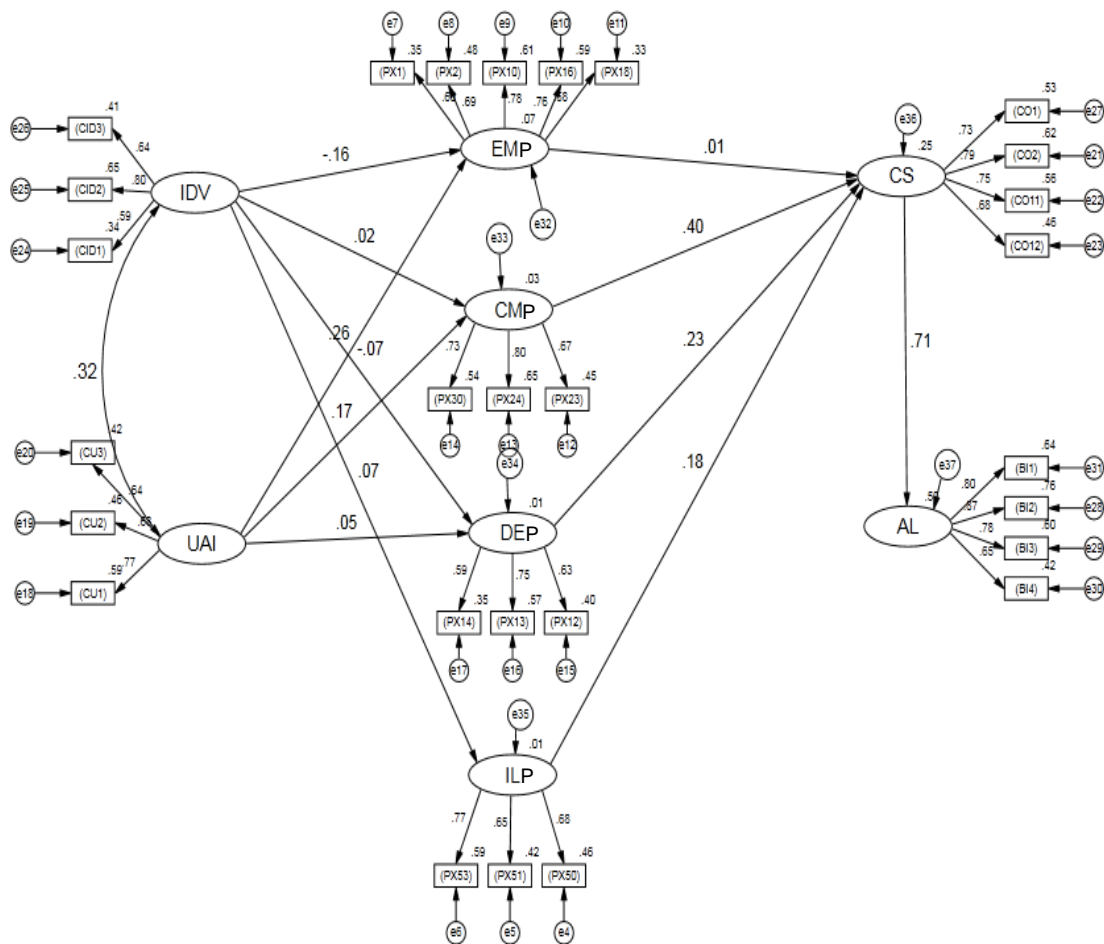 e7 e8 e9 e10 e11
.35 .48 .61 .59 .33
(PX1) (PX2) (PX10) (PX16) (PX18)
.69 .78 .76
.07
EMP
e32
e26 .41
(CID3)
.64
e25 .65
(CID2)
.80
.59
e24 .34
(CID1)
IDV
-.16
.02
.26
-.07
.32
.17
.07
.05
e33
.03
CMP
.73 .80 .67
.54 .65 .45
(PX30) (PX24) (PX23)
e14 e13 e12
.01
.40
.23
.18
e36
.25
CS
.73
.79
.75
.68
.53
(CO1) e27
.62
(CO2) e21
.56
(CO11) e22
.46
(CO12) e23
.71
e20 .42
(CU3)
.64
e19 .46
(CU2)
e18 .59
(CU1)
.77
UAI
e34
.01
DEP
.59 .75 .63
.35 .57 .40
(PX14) (PX13) (PX12)
e17 e16 e15
e37
AL
.80
.87
.78
.65
.64
(BI1) e31
.76
(BI2) e28
.60
(BI3) e29
.42
(BI4) e30
e35
.01
ILP
.77 .65 .68
.59 .42 .46
(PX53) (PX51) (PX50)
e6 e5 e4